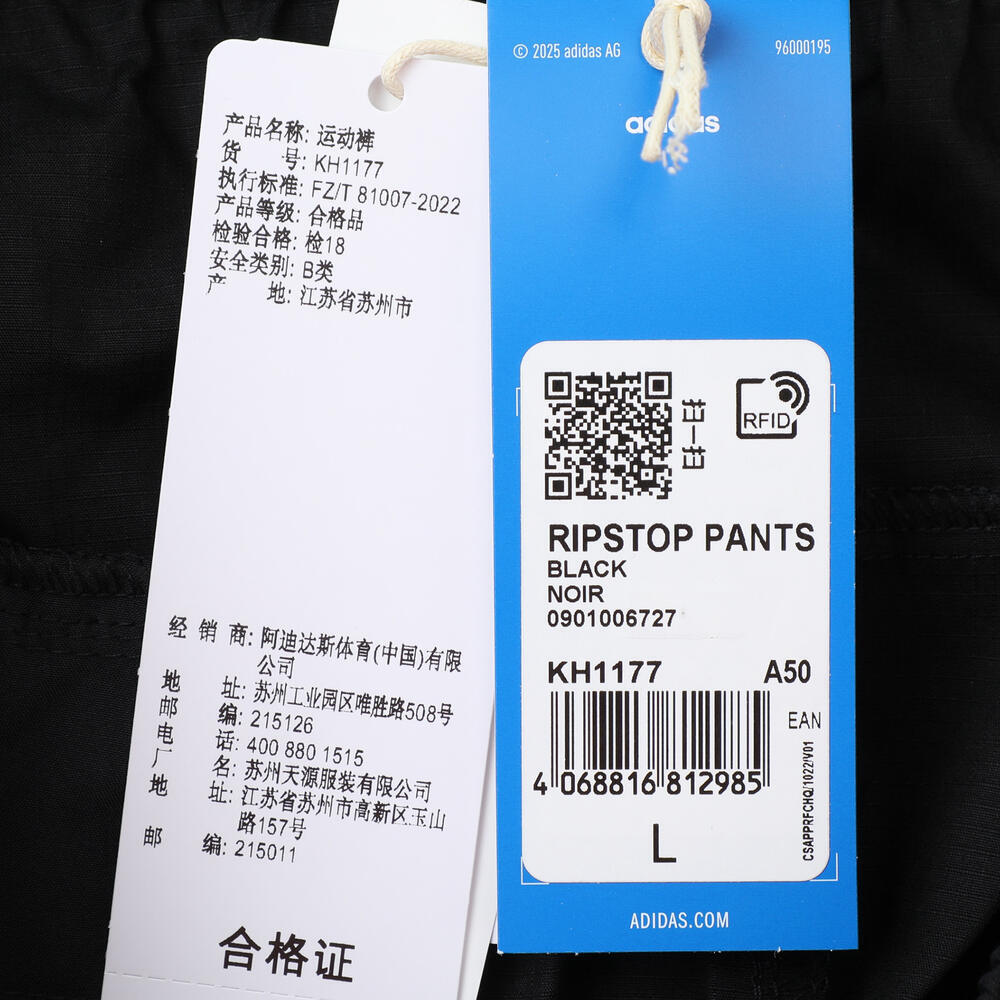 产品名称: 运动裤
货 号: KH1177
执行标准: FZ/T 81007-2022
产品等级: 合格品
检验合格: 检18
安全类别: B类
产 地: 江苏省苏州市
经 销 商: 阿迪达斯体育(中国)有限
公司
地 址: 苏州工业园区唯胜路508号
邮 编: 215126
电 话: 400 880 1515
厂 名: 苏州天源服装有限公司
地 址: 江苏省苏州市高新区玉山
路157号
邮 编: 215011
合格证
© 2025 adidas AG
96000195
adidas
扫一扫
RFID
RIPSTOP PANTS
BLACK
NOIR
0901006727
KH1177 A50
EAN
4 068816 812985
CSAPPRFCHQ/1022/V01
L
ADIDAS.COM